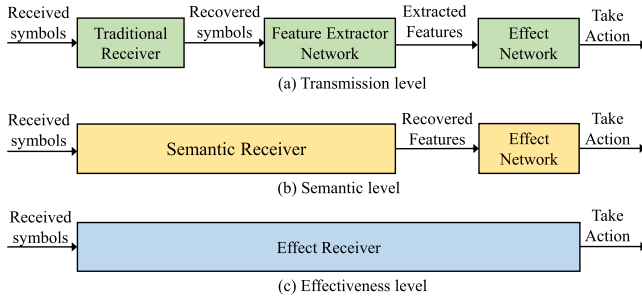 Received
symbols
Traditional
Receiver
Recovered
symbols
Feature Extractor
Network
Extracted
Features
Effect
Network
Take
Action
(a) Transmission level
Received
symbols
Semantic Receiver
Recovered
Features
Effect
Network
Take
Action
(b) Semantic level
Received
symbols
Effect Receiver
Take
Action
(c) Effectiveness level